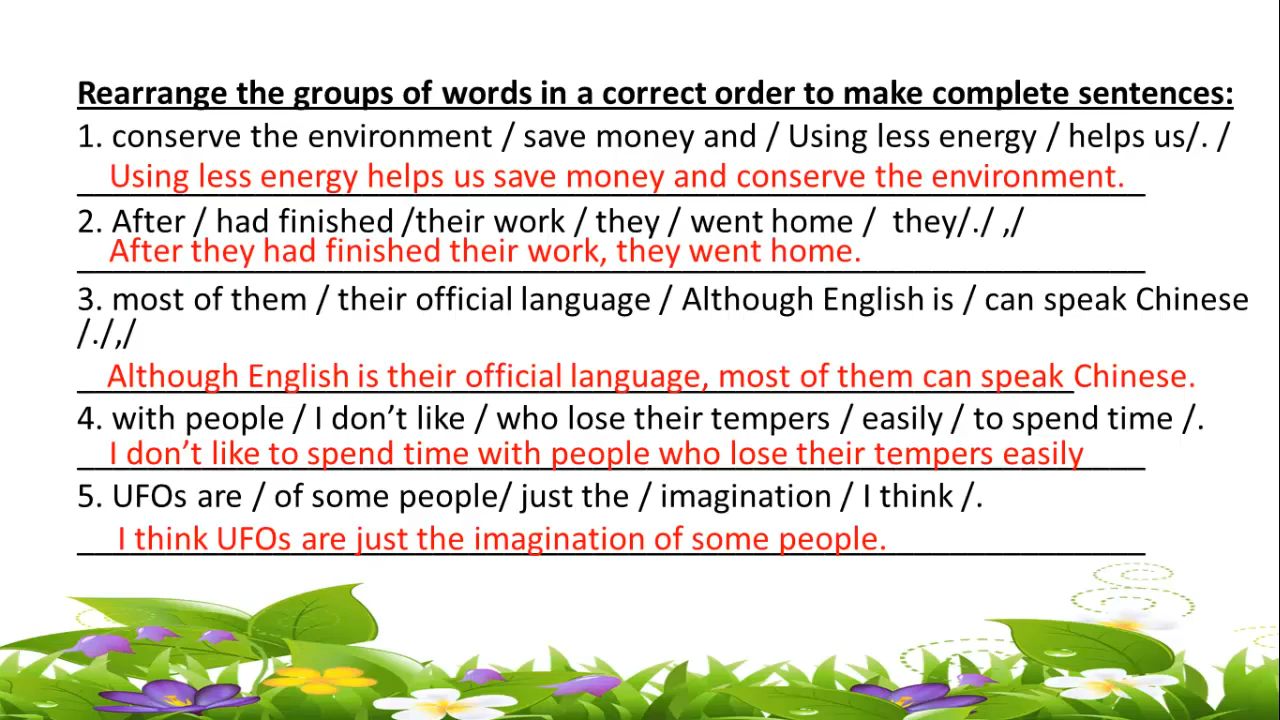 Rearrange the groups of words in a correct order to make complete sentences:
1. conserve the environment / save money and / Using less energy / helps us/. /
Using less energy helps us save money and conserve the environment.
2. After / had finished /their work / they / went home /  they/./ ,/
After they had finished their work, they went home.
3. most of them / their official language / Although English is / can speak Chinese
/./,/
Although English is their official language, most of them can speak Chinese.
4. with people / I don’t like / who lose their tempers / easily / to spend time /.
I don’t like to spend time with people who lose their tempers easily
5. UFOs are / of some people/ just the / imagination / I think /.
I think UFOs are just the imagination of some people.